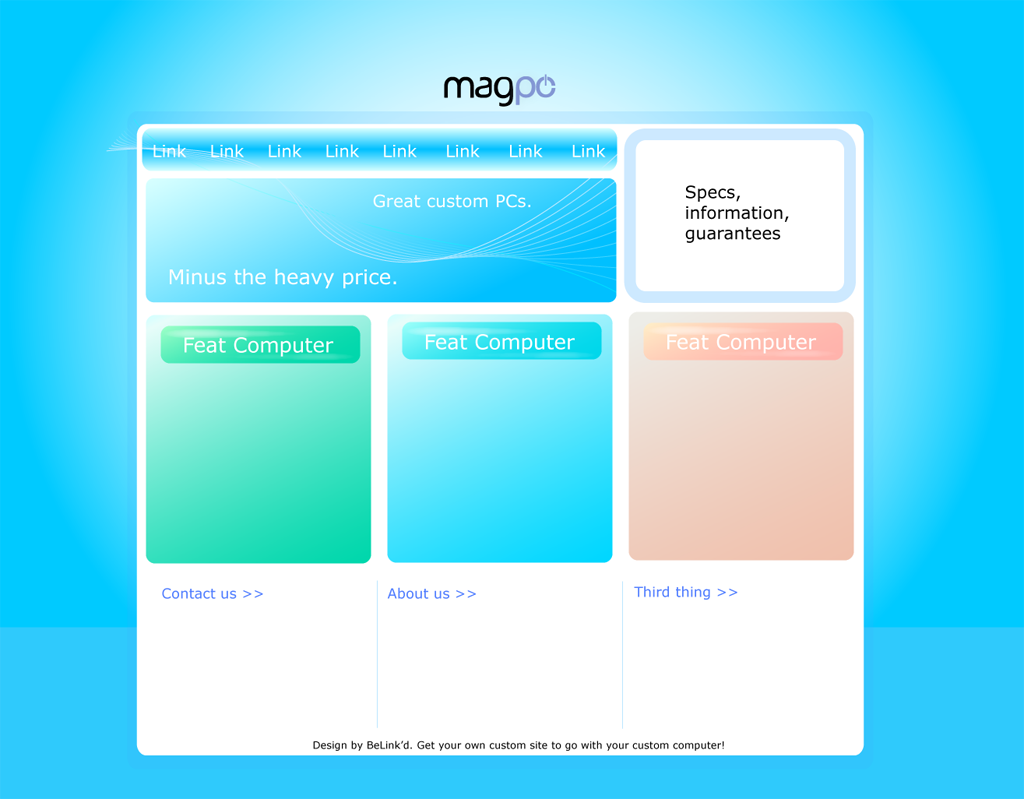 magpo
Link Link Link Link Link Link Link Link
Great custom PCs.
Minus the heavy price.
Specs,
information,
guarantees
Feat Computer
Feat Computer
Feat Computer
Contact us >>
About us >>
Third thing >>
Design by BeLink’d. Get your own custom site to go with your custom computer!